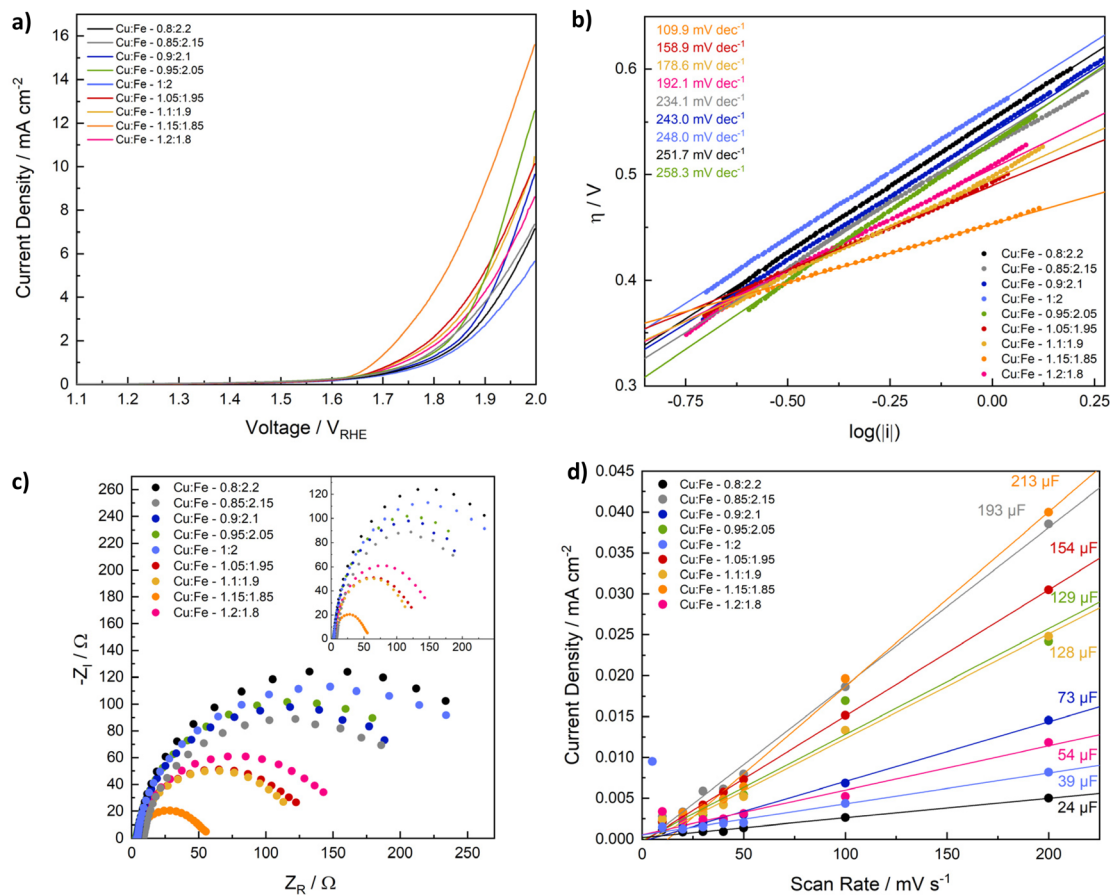 a)
16
14
12
10
8
6
4
2
0
Current Density / mA cm⁻²
Cu:Fe - 0.8:2.2
Cu:Fe - 0.85:2.15
Cu:Fe - 0.9:2.1
Cu:Fe - 0.95:2.05
Cu:Fe - 1:2
Cu:Fe - 1.05:1.95
Cu:Fe - 1.1:1.9
Cu:Fe - 1.15:1.85
Cu:Fe - 1.2:1.8
1.1 1.2 1.3 1.4 1.5 1.6 1.7 1.8 1.9 2.0
Voltage / V_RHE
b)
109.9 mV dec⁻¹
158.9 mV dec⁻¹
178.6 mV dec⁻¹
192.1 mV dec⁻¹
234.1 mV dec⁻¹
243.0 mV dec⁻¹
248.0 mV dec⁻¹
251.7 mV dec⁻¹
258.3 mV dec⁻¹
0.6
0.5
0.4
0.3
η / V
Cu:Fe - 0.8:2.2
Cu:Fe - 0.85:2.15
Cu:Fe - 0.9:2.1
Cu:Fe - 1:2
Cu:Fe - 0.95:2.05
Cu:Fe - 1.05:1.95
Cu:Fe - 1.1:1.9
Cu:Fe - 1.15:1.85
Cu:Fe - 1.2:1.8
-0.75 -0.50 -0.25 0.00 0.25
log(|i|)
c)
260
240
220
200
180
160
140
120
100
80
60
40
20
0
-Z_I / Ω
Cu:Fe - 0.8:2.2
Cu:Fe - 0.85:2.15
Cu:Fe - 0.9:2.1
Cu:Fe - 0.95:2.05
Cu:Fe - 1:2
Cu:Fe - 1.05:1.95
Cu:Fe - 1.1:1.9
Cu:Fe - 1.15:1.85
Cu:Fe - 1.2:1.8
120
100
80
60
40
20
0
0 50 100 150 200
0 50 100 150 200 250
Z_R / Ω
d)
0.045
0.040
0.035
0.030
0.025
0.020
0.015
0.010
0.005
0.000
Current Density / mA cm⁻²
Cu:Fe - 0.8:2.2
Cu:Fe - 0.85:2.15
Cu:Fe - 0.9:2.1
Cu:Fe - 0.95:2.05
Cu:Fe - 1:2
Cu:Fe - 1.05:1.95
Cu:Fe - 1.1:1.9
Cu:Fe - 1.15:1.85
Cu:Fe - 1.2:1.8
213 µF
193 µF
154 µF
129 µF
128 µF
73 µF
54 µF
39 µF
24 µF
0 50 100 150 200
Scan Rate / mV s⁻¹